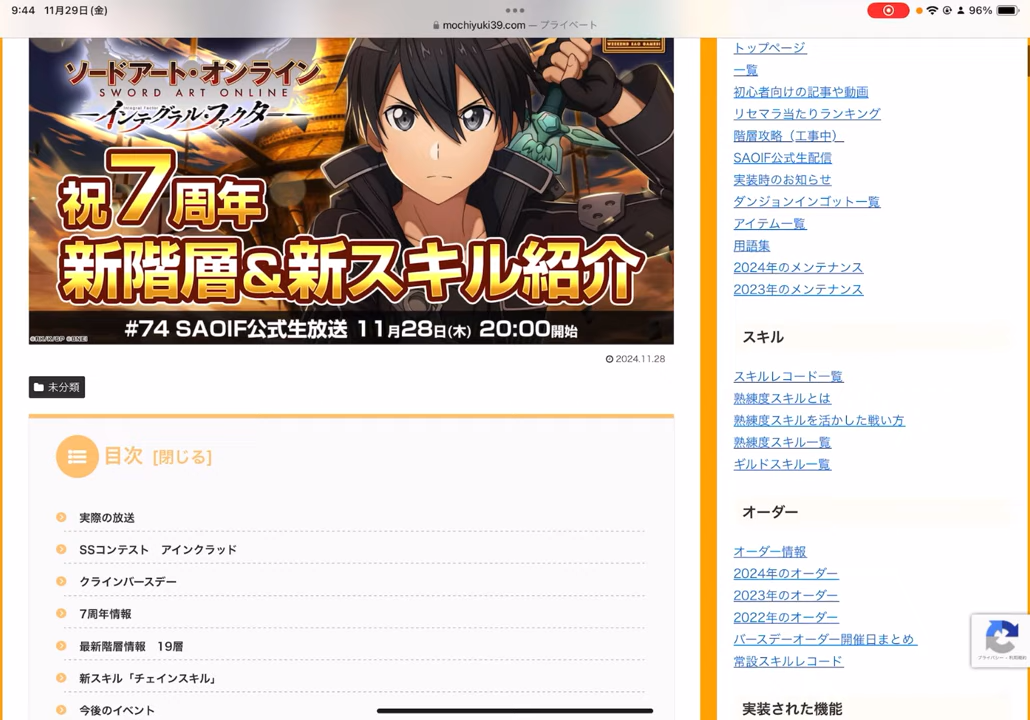 9:44 11月29日(金)
96%
mochiyuki39.com — プライベート
ソードアート・オンライン
SWORD ART ONLINE
Integral Factor
インテグラル・ファクター
祝7周年
新階層&新スキル紹介
#74 SAOIF公式生放送 11月28日(木) 20:00開始
2024.11.28
未分類
目次 [閉じる]
実際の放送
SSコンテスト アインクラッド
クラインバースデー
7周年情報
最新階層情報 19層
新スキル「チェインスキル」
今後のイベント
トップページ
一覧
初心者向けの記事や動画
リセマラ当たりランキング
階層攻略（工事中）
SAOIF公式生配信
実装時のお知らせ
ダンジョンインゴット一覧
アイテム一覧
用語集
2024年のメンテナンス
2023年のメンテナンス
スキル
スキルレコード一覧
熟練度スキルとは
熟練度スキルを活かした戦い方
熟練度スキル一覧
ギルドスキル一覧
オーダー
オーダー情報
2024年のオーダー
2023年のオーダー
2022年のオーダー
バースデーオーダー開催日まとめ
常設スキルレコード
プライバシー - 利用規約
実装された機能